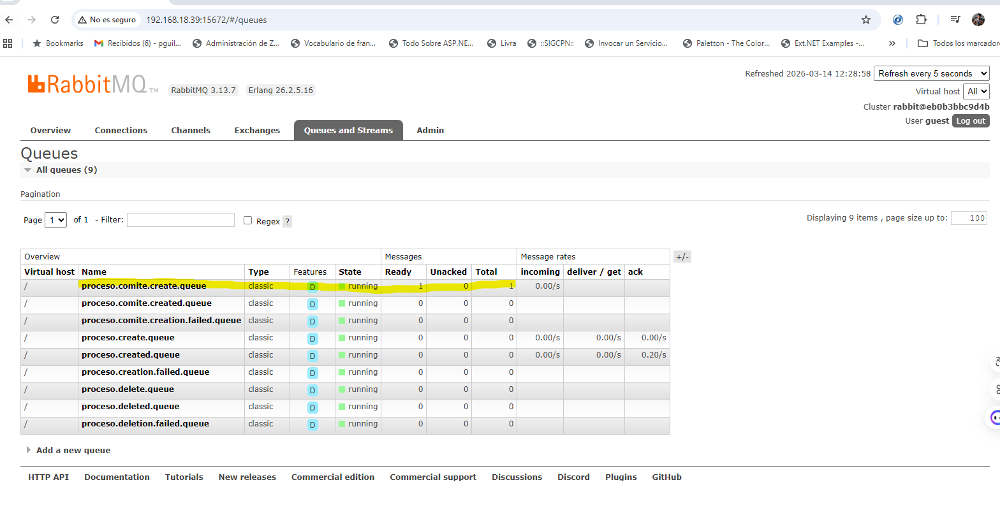 No es seguro 192.168.18.39:15672/#/queues
Bookmarks Recibidos (6) - pguil... Administración de Z... Vocabulario de fran... Todo Sobre ASP.NE... Livra ::SIGCPN:: Invocar un Servicio... Paletton - The Color... Ext.NET Examples -... » Todos los marcador
RabbitMQ TM RabbitMQ 3.13.7 Erlang 26.2.5.16
Refreshed 2026-03-14 12:28:58 Refresh every 5 seconds
Virtual host All
Cluster rabbit@eb0b3bbc9d4b
User guest Log out
Overview Connections Channels Exchanges Queues and Streams Admin
Queues
All queues (9)
Pagination
Page 1 of 1 - Filter: Regex ? Displaying 9 items , page size up to: 100
Overview Messages Message rates +/-
Virtual host Name Type Features State Ready Unacked Total incoming deliver / get ack
/ proceso.comite.create.queue classic D running 1 0 1 0.00/s
/ proceso.comite.created.queue classic D running 0 0 0
/ proceso.comite.creation.failed.queue classic D running 0 0 0
/ proceso.create.queue classic D running 0 0 0 0.00/s 0.00/s 0.00/s
/ proceso.created.queue classic D running 0 0 0 0.00/s 0.00/s 0.20/s
/ proceso.creation.failed.queue classic D running 0 0 0
/ proceso.delete.queue classic D running 0 0 0
/ proceso.deleted.queue classic D running 0 0 0
/ proceso.deletion.failed.queue classic D running 0 0 0
Add a new queue
HTTP API Documentation Tutorials New releases Commercial edition Commercial support Discussions Discord Plugins GitHub